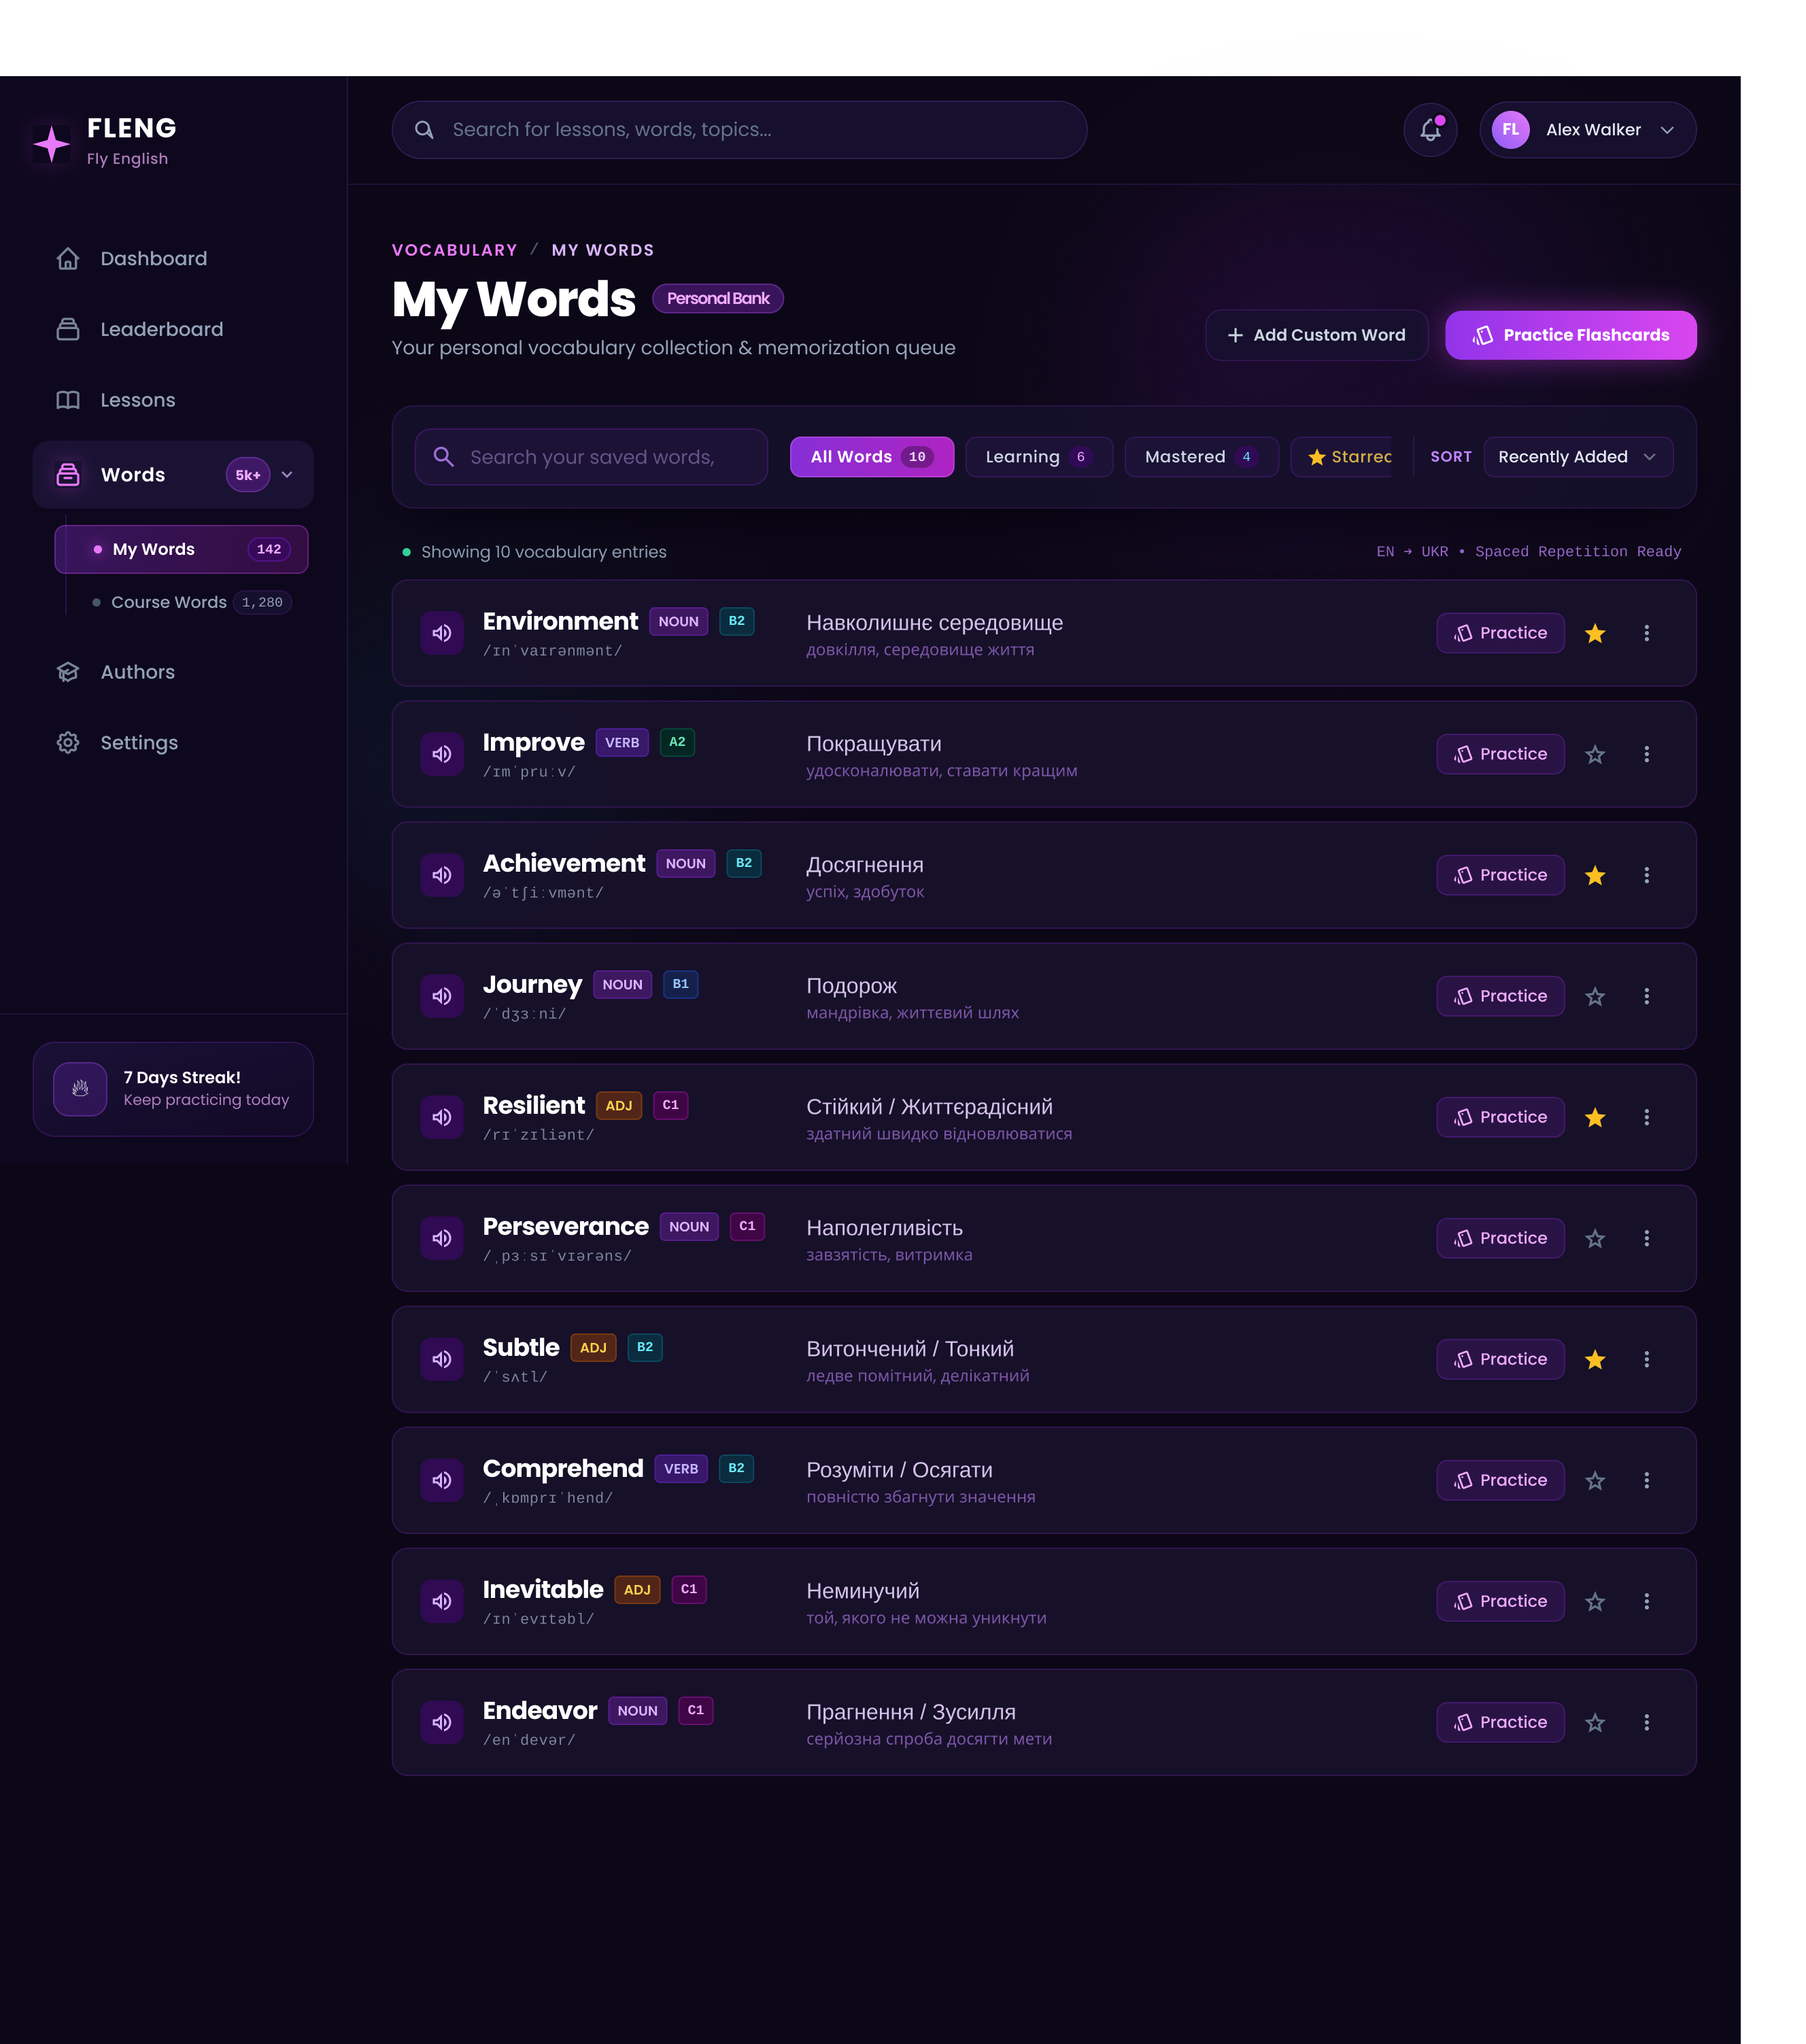 FLENG
Fly English
Dashboard
Leaderboard
Lessons
Words 5k+
My Words 142
Course Words 1,280
Authors
Settings
7 Days Streak!
Keep practicing today
Search for lessons, words, topics...
FL Alex Walker
VOCABULARY / MY WORDS
My Words Personal Bank
Your personal vocabulary collection & memorization queue
+ Add Custom Word
Practice Flashcards
Search your saved words,
All Words 10
Learning 6
Mastered 4
Starred
SORT Recently Added
Showing 10 vocabulary entries
EN → UKR • Spaced Repetition Ready
Environment NOUN B2
/ɪnˈvaɪrənmənt/
Навколишнє середовище
довкілля, середовище життя
Practice
Improve VERB A2
/ɪmˈpruːv/
Покращувати
удосконалювати, ставати кращим
Practice
Achievement NOUN B2
/əˈtʃiːvmənt/
Досягнення
успіх, здобуток
Practice
Journey NOUN B1
/ˈdʒɜːni/
Подорож
мандрівка, життєвий шлях
Practice
Resilient ADJ C1
/rɪˈzɪliənt/
Стійкий / Життєрадісний
здатний швидко відновлюватися
Practice
Perseverance NOUN C1
/ˌpɜːsɪˈvɪərəns/
Наполегливість
завзятість, витримка
Practice
Subtle ADJ B2
/ˈsʌtl/
Витончений / Тонкий
ледве помітний, делікатний
Practice
Comprehend VERB B2
/ˌkɒmprɪˈhend/
Розуміти / Осягати
повністю збагнути значення
Practice
Inevitable ADJ C1
/ɪnˈevɪtəbl/
Неминучий
той, якого не можна уникнути
Practice
Endeavor NOUN C1
/enˈdevər/
Прагнення / Зусилля
серйозна спроба досягти мети
Practice